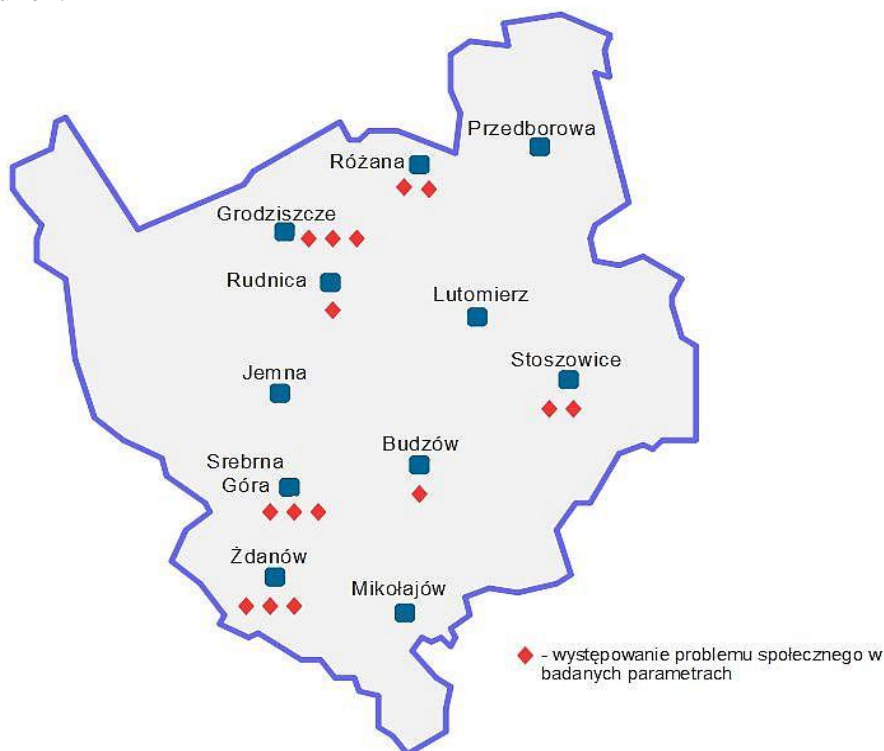 Przedborowa
Różana
Grodziszcze
Rudnica
Lutomierz
Stoszowice
Jemna
Budzów
Srebrna
Góra
Żdanów
Mikołajów
- występowanie problemu społecznego w
badanych parametrach